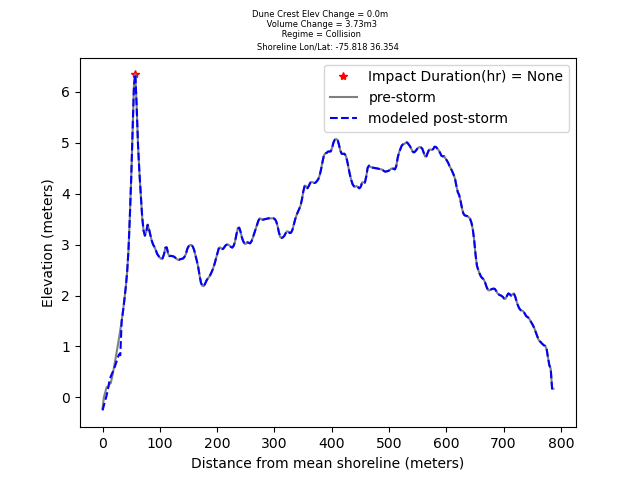 Dune Crest Elev Change = 0.0m
Volume Change = 3.73m3
Regime = Collision
Shoreline Lon/Lat: -75.818 36.354
Impact Duration(hr) = None
pre-storm
modeled post-storm
Elevation (meters)
6
5
4
3
2
1
0
0 100 200 300 400 500 600 700 800
Distance from mean shoreline (meters)